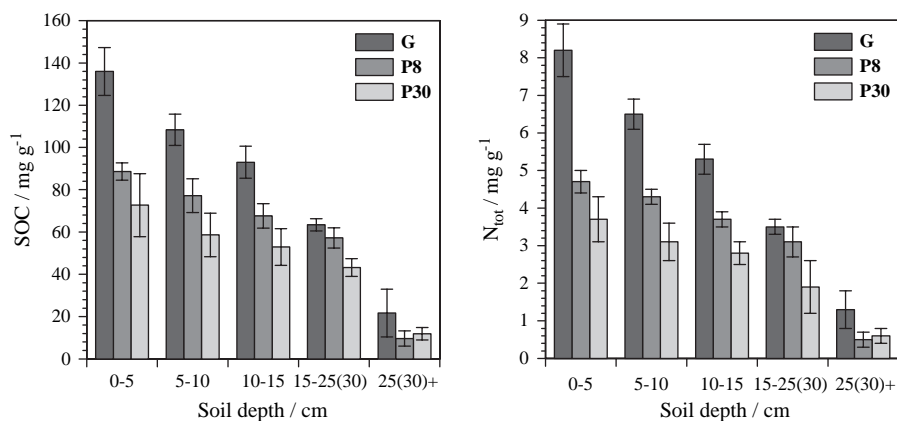 160
140
120
100
80
60
40
20
0
SOC / mg g⁻¹
G
P8
P30
0-5 5-10 10-15 15-25(30) 25(30)+
Soil depth / cm
9
8
7
6
5
4
3
2
1
0
N_tot / mg g⁻¹
G
P8
P30
0-5 5-10 10-15 15-25(30) 25(30)+
Soil depth / cm